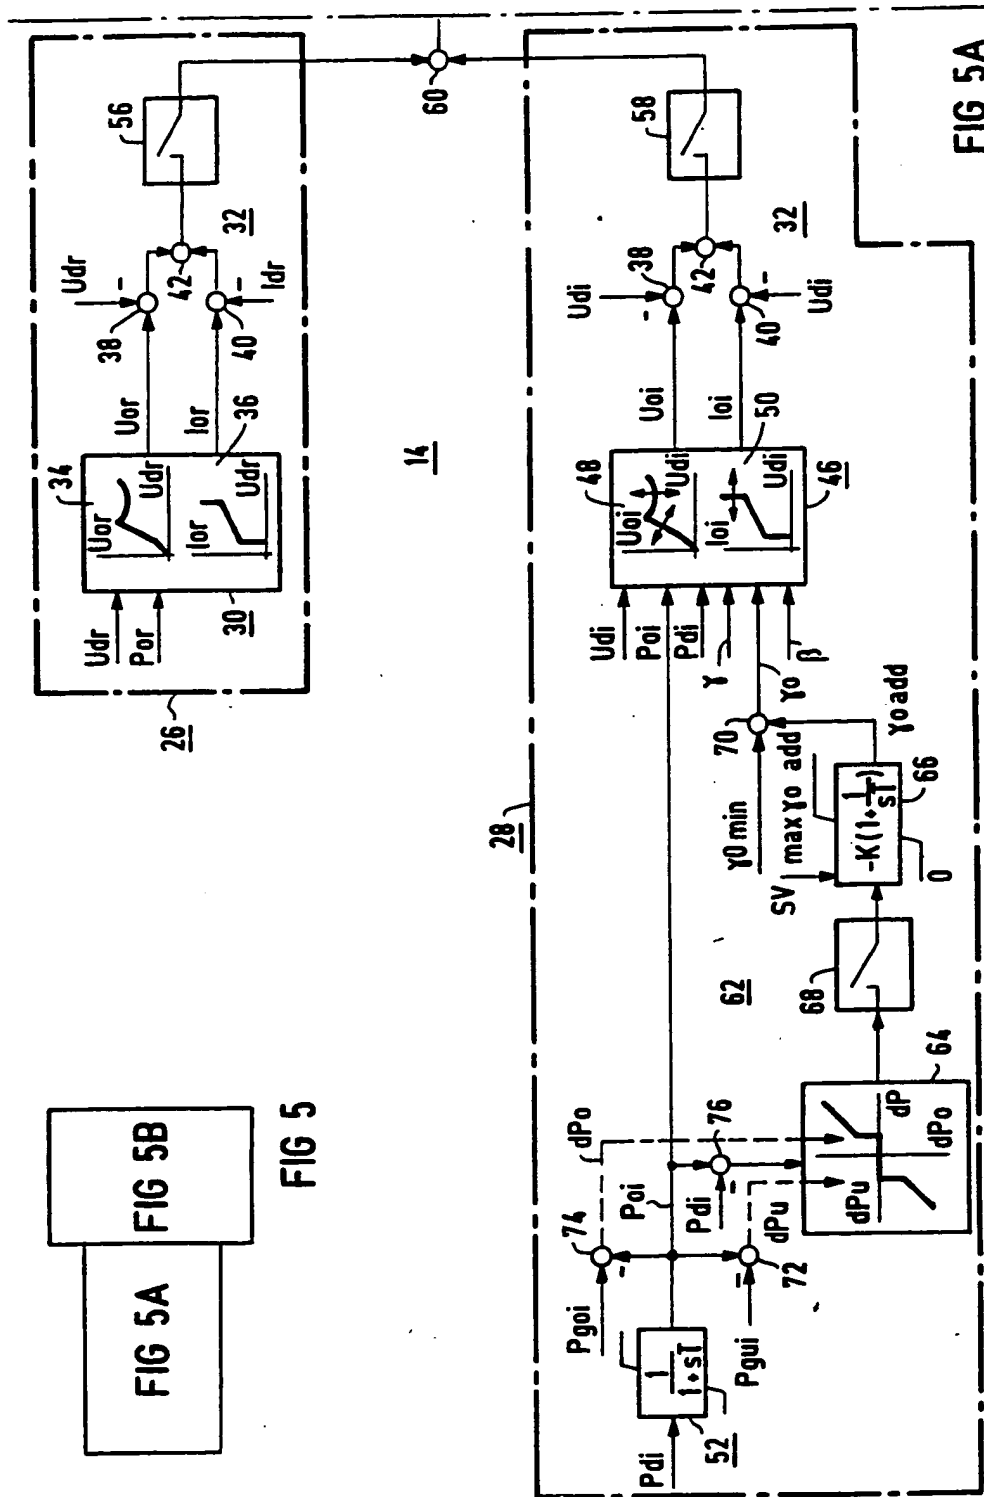 FIG 5A
FIG 5B
FIG 5
26
Udr
Por
30
34
Uor
Udr
Ior
Udr
36
Uor
Ior
38
Udr
-
40
Idr
-
42
32
56
60
14
28
Pdi
52
1
1+sT
Pgoi
-
74
dPo
Pgui
-
72
dPu
Poi
Pdi
-
76
dPu
dP
dPo
64
62
68
SV
max γo add
-K(1+1/sT)
0
66
γo add
γ0min
70
γo
Udi
Poi
Pdi
γ
β
48
Uoi
Udi
Ioi
Udi
50
46
Uoi
Ioi
Udi
-
38
40
Udi
-
42
32
58
FIG 5A